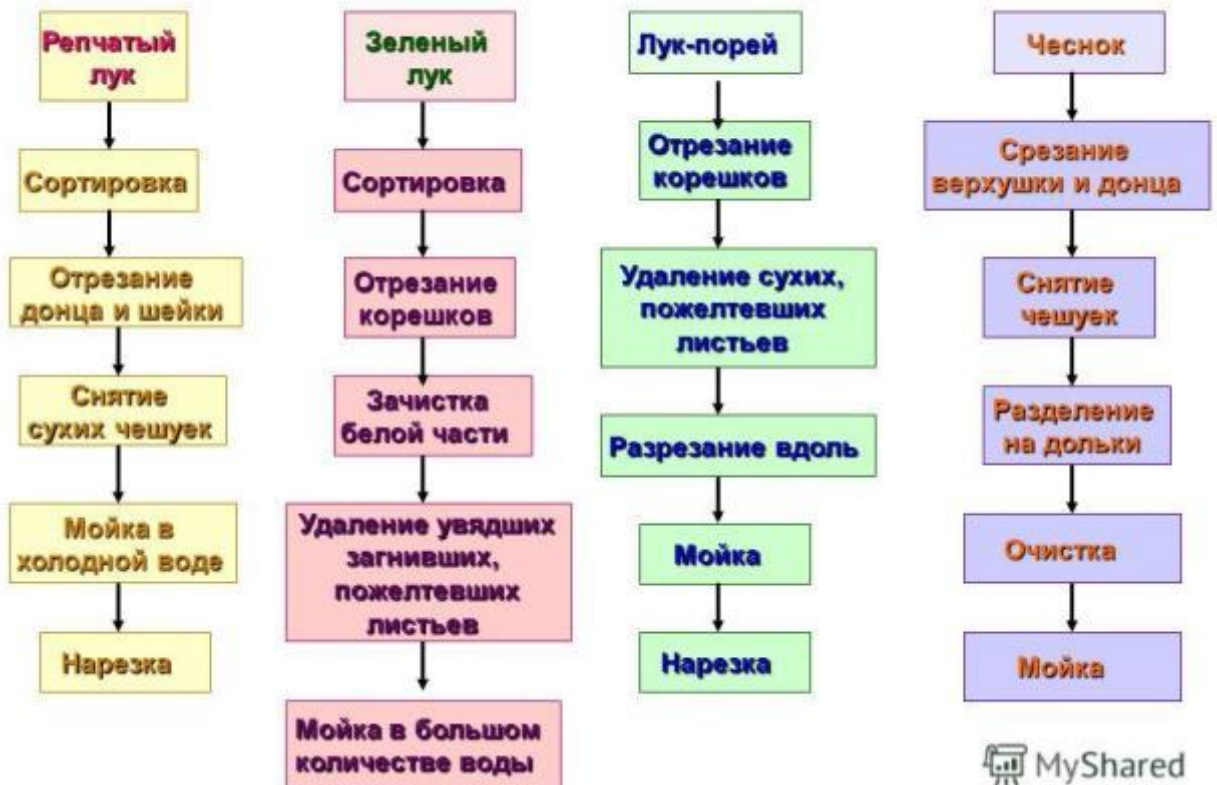 Репчатый
лук
Сортировка
Отрезание
донца и шейки
Снятие
сухих чешуек
Мойка в
холодной воде
Нарезка
Зеленый
лук
Сортировка
Отрезание
корешков
Зачистка
белой части
Удаление увядших
загнивших,
пожелтевших
листьев
Мойка в большом
количестве воды
Лук-порей
Отрезание
корешков
Удаление сухих,
пожелтевших
листьев
Разрезание вдоль
Мойка
Нарезка
Чеснок
Срезание
верхушки и донца
Снятие
чешуек
Разделение
на дольки
Очистка
Мойка
MyShared